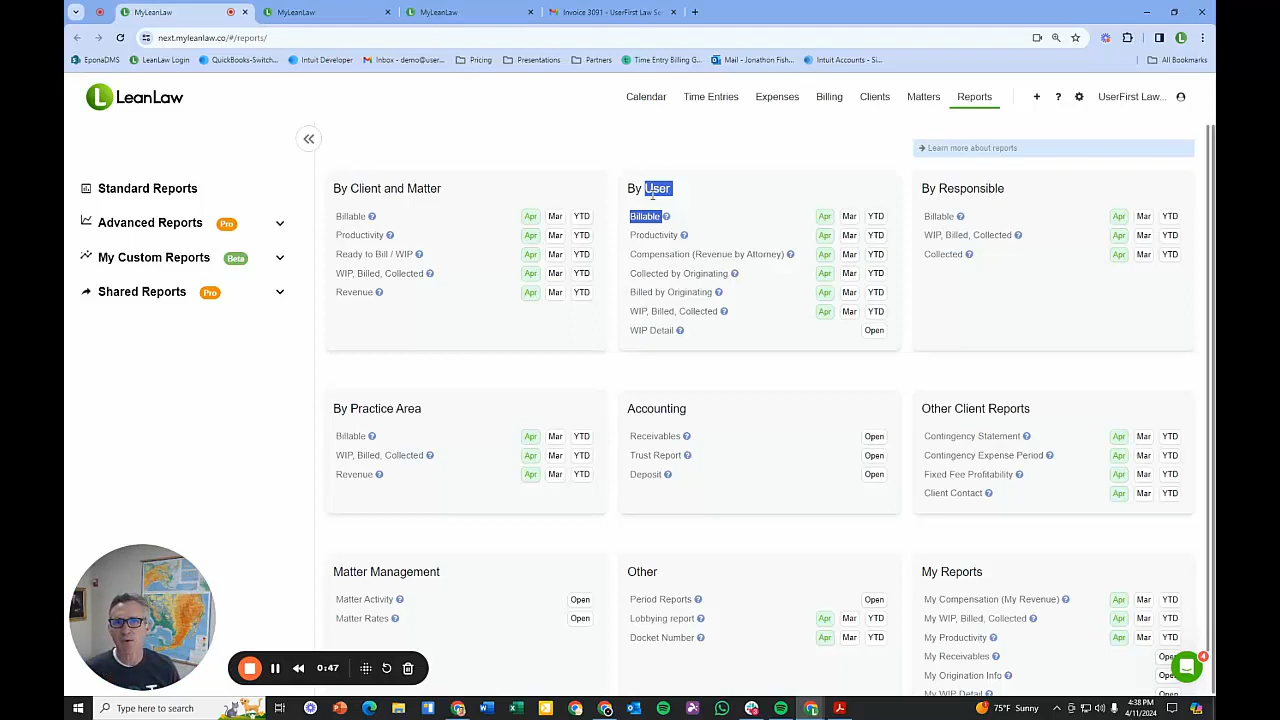 MyLeanLaw
MyLeanLaw
MyLeanLaw
Invoice 3091 - UserFirst Law Se
next.myleanlaw.co/#/reports/
L
EponaDMS
LeanLaw Login
QuickBooks-Switch...
Intuit Developer
Inbox - demo@user...
Pricing
Presentations
Partners
Time Entry Billing G...
Mail - Jonathon Fish...
Intuit Accounts - Si...
All Bookmarks
L LeanLaw
Calendar
Time Entries
Expenses
Billing
Clients
Matters
Reports
+
?
UserFirst Law...
Learn more about reports
Standard Reports
Advanced Reports Pro
My Custom Reports Beta
Shared Reports Pro
By Client and Matter
Billable Apr Mar YTD
Productivity Apr Mar YTD
Ready to Bill / WIP Apr Mar YTD
WIP, Billed, Collected Apr Mar YTD
Revenue Apr Mar YTD
By User
Billable Apr Mar YTD
Productivity Apr Mar YTD
Compensation (Revenue by Attorney) Apr Mar YTD
Collected by Originating Apr Mar YTD
Billed by Originating Apr Mar YTD
WIP, Billed, Collected Apr Mar YTD
WIP Detail Open
By Responsible
Billable Apr Mar YTD
WIP, Billed, Collected Apr Mar YTD
Collected Apr Mar YTD
By Practice Area
Billable Apr Mar YTD
WIP, Billed, Collected Apr Mar YTD
Revenue Apr Mar YTD
Accounting
Receivables Open
Trust Report Open
Deposit Open
Other Client Reports
Contingency Statement Apr Mar YTD
Contingency Expense Period Apr Mar YTD
Fixed Fee Profitability Apr Mar YTD
Client Contact Apr Mar YTD
Matter Management
Matter Activity Open
Matter Rates Open
Other
Period Reports Open
Lobbying report Apr Mar YTD
Docket Number Apr Mar YTD
My Reports
My Compensation (My Revenue) Apr Mar YTD
My WIP, Billed, Collected Apr Mar YTD
My Productivity Apr Mar YTD
My Receivables
My Origination Info
My WIP Detail
4
0:47
Type here to search
75°F Sunny
4:38 PM
4/11/2024